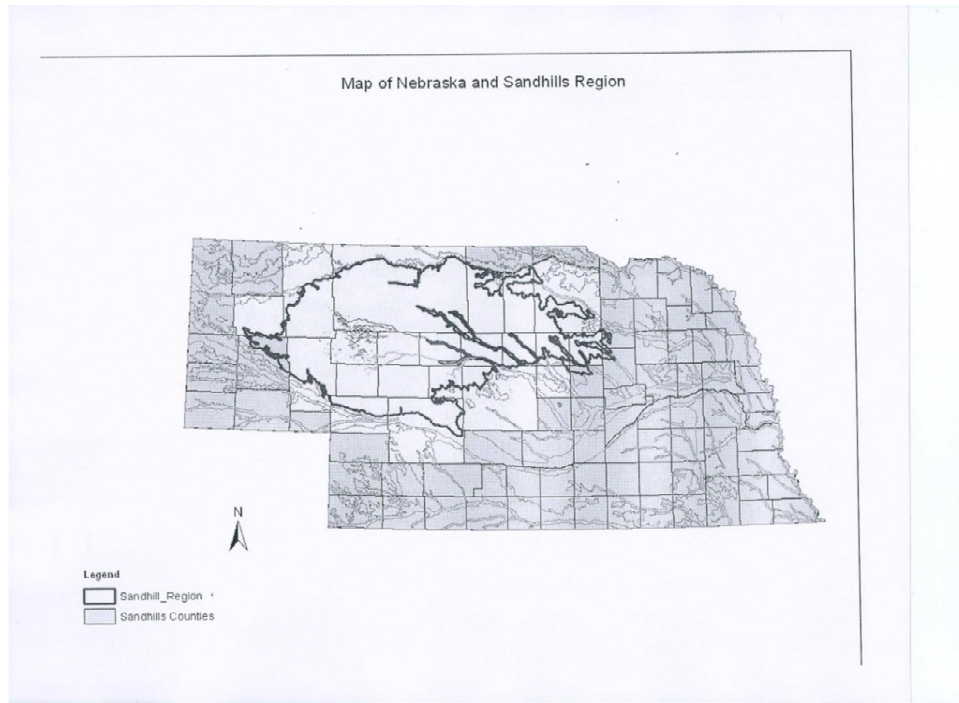 Map of Nebraska and Sandhills Region
N
Legend
Sandhill_Region
Sandhills Counties